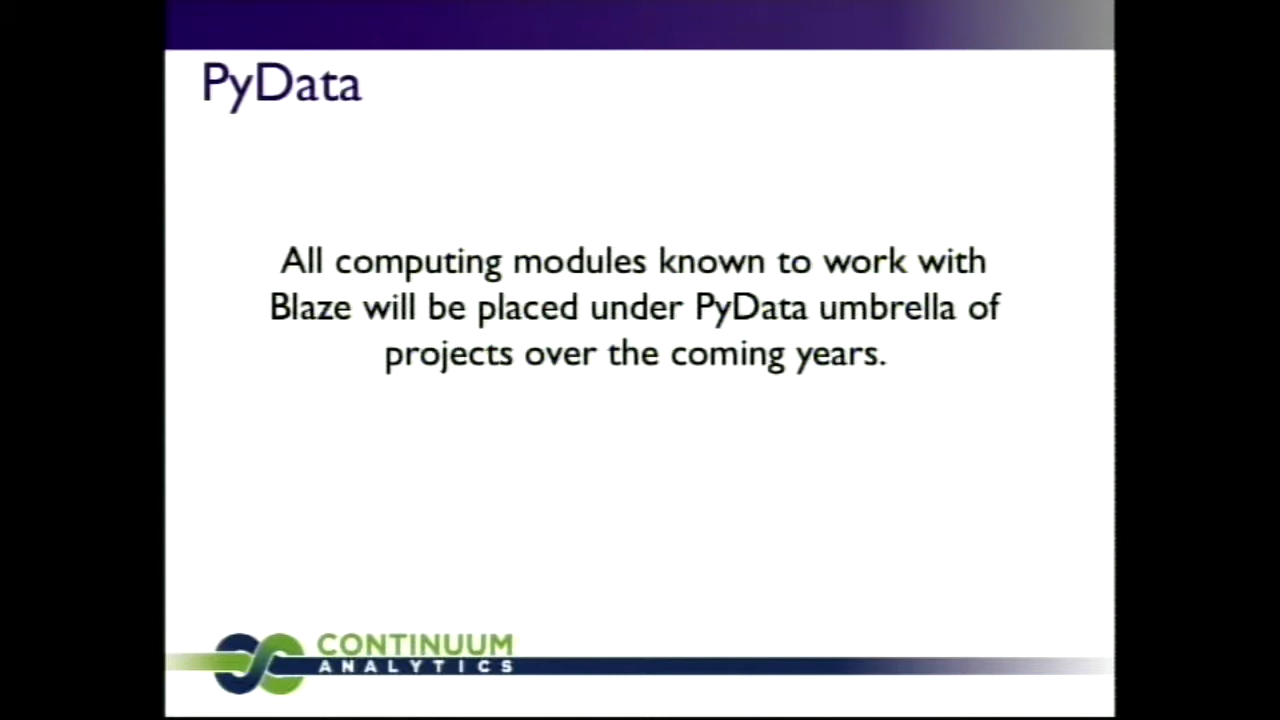 PyData
All computing modules known to work with
Blaze will be placed under PyData umbrella of
projects over the coming years.
CONTINUUM
ANALYTICS